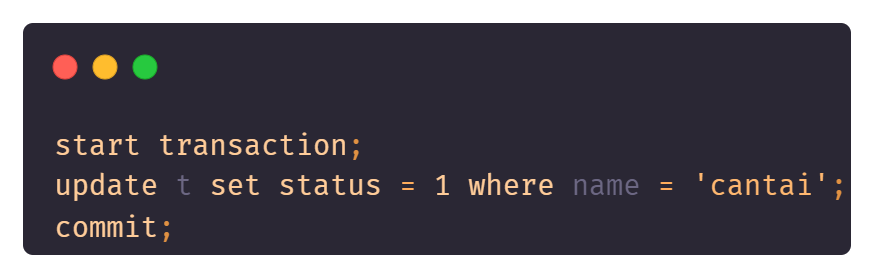 start transaction;
update t set status = 1 where name = 'cantai';
commit;